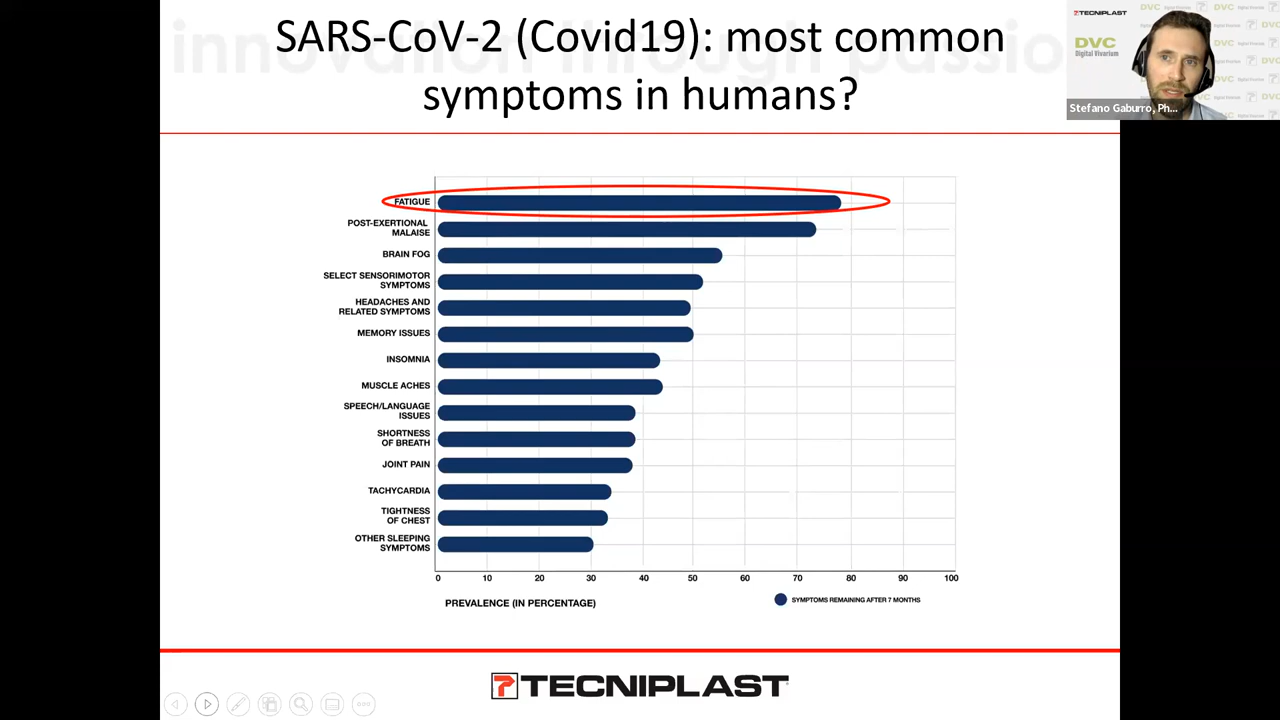 SARS-CoV-2 (Covid19): most common
symptoms in humans?
innovation through passion
TECNIPLAST
DVC
Digital Vivarium
Stefano Gaburro, Ph...
FATIGUE
POST-EXERTIONAL
MALAISE
BRAIN FOG
SELECT SENSORIMOTOR
SYMPTOMS
HEADACHES AND
RELATED SYMPTOMS
MEMORY ISSUES
INSOMNIA
MUSCLE ACHES
SPEECH/LANGUAGE
ISSUES
SHORTNESS
OF BREATH
JOINT PAIN
TACHYCARDIA
TIGHTNESS
OF CHEST
OTHER SLEEPING
SYMPTOMS
0 10 20 30 40 50 60 70 80 90 100
PREVALENCE (IN PERCENTAGE)
SYMPTOMS REMAINING AFTER 7 MONTHS
TECNIPLAST